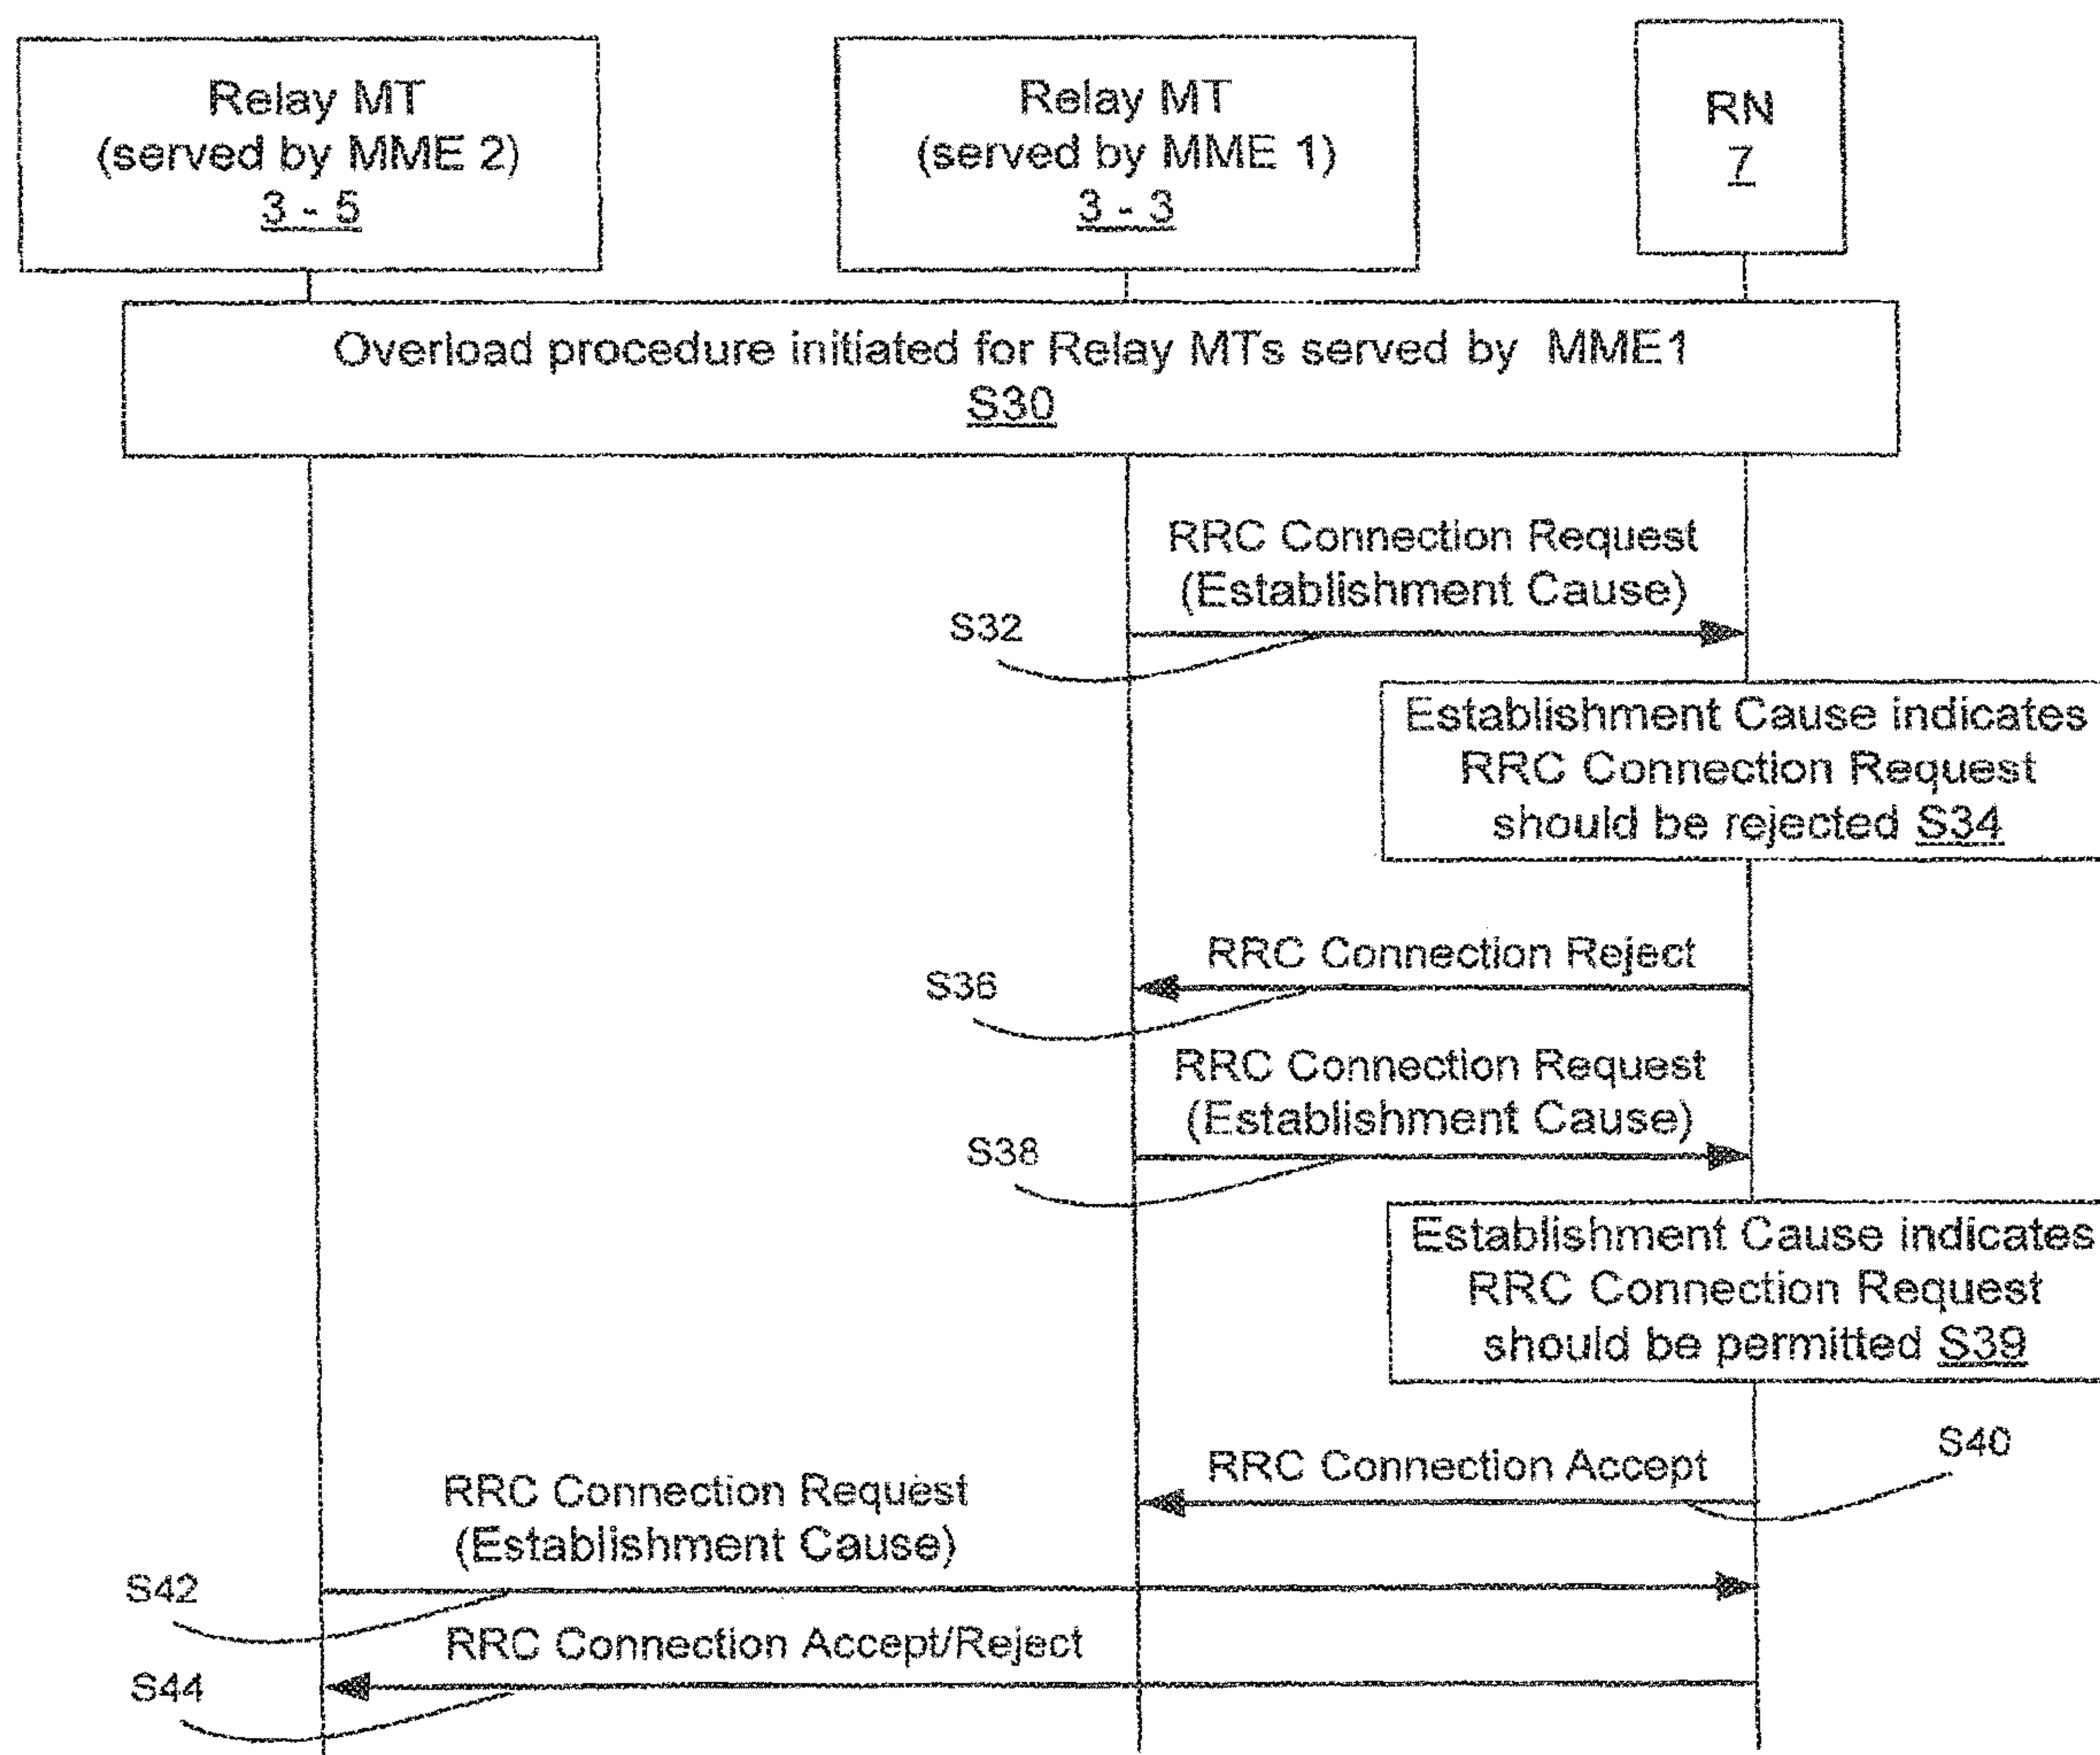 Relay MT
(served by MME 2)
3 - 5
Relay MT
(served by MME 1)
3 - 3
RN
7
Overload procedure initiated for Relay MTs served by MME1
S30
RRC Connection Request
(Establishment Cause)
S32
Establishment Cause indicates
RRC Connection Request
should be rejected S34
RRC Connection Reject
S36
RRC Connection Request
(Establishment Cause)
S38
Establishment Cause indicates
RRC Connection Request
should be permitted S39
S40
RRC Connection Accept
RRC Connection Request
(Establishment Cause)
S42
RRC Connection Accept/Reject
S44